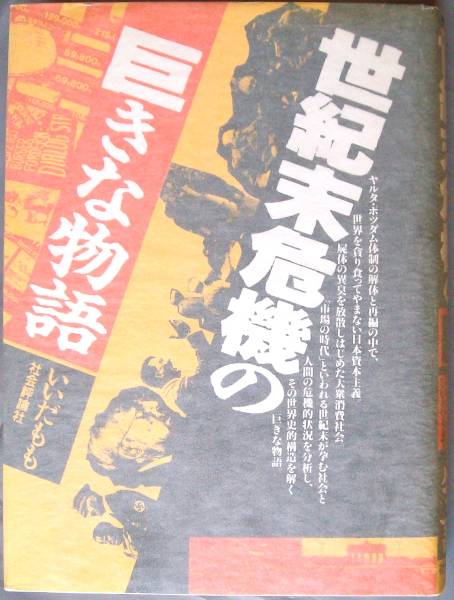 世紀末危機の
巨きな物語
ヤルタ・ポツダム体制の解体と再編の中で、
世界を貪り食ってやまない日本資本主義
屍体の異臭を放散しはじめた大衆消費社会
「市場の時代」といわれる世紀末が孕む社会と
人間の危機的状況を分析し、
その世界史的構造を解く
「巨きな物語」
いいだもも
社会評論社